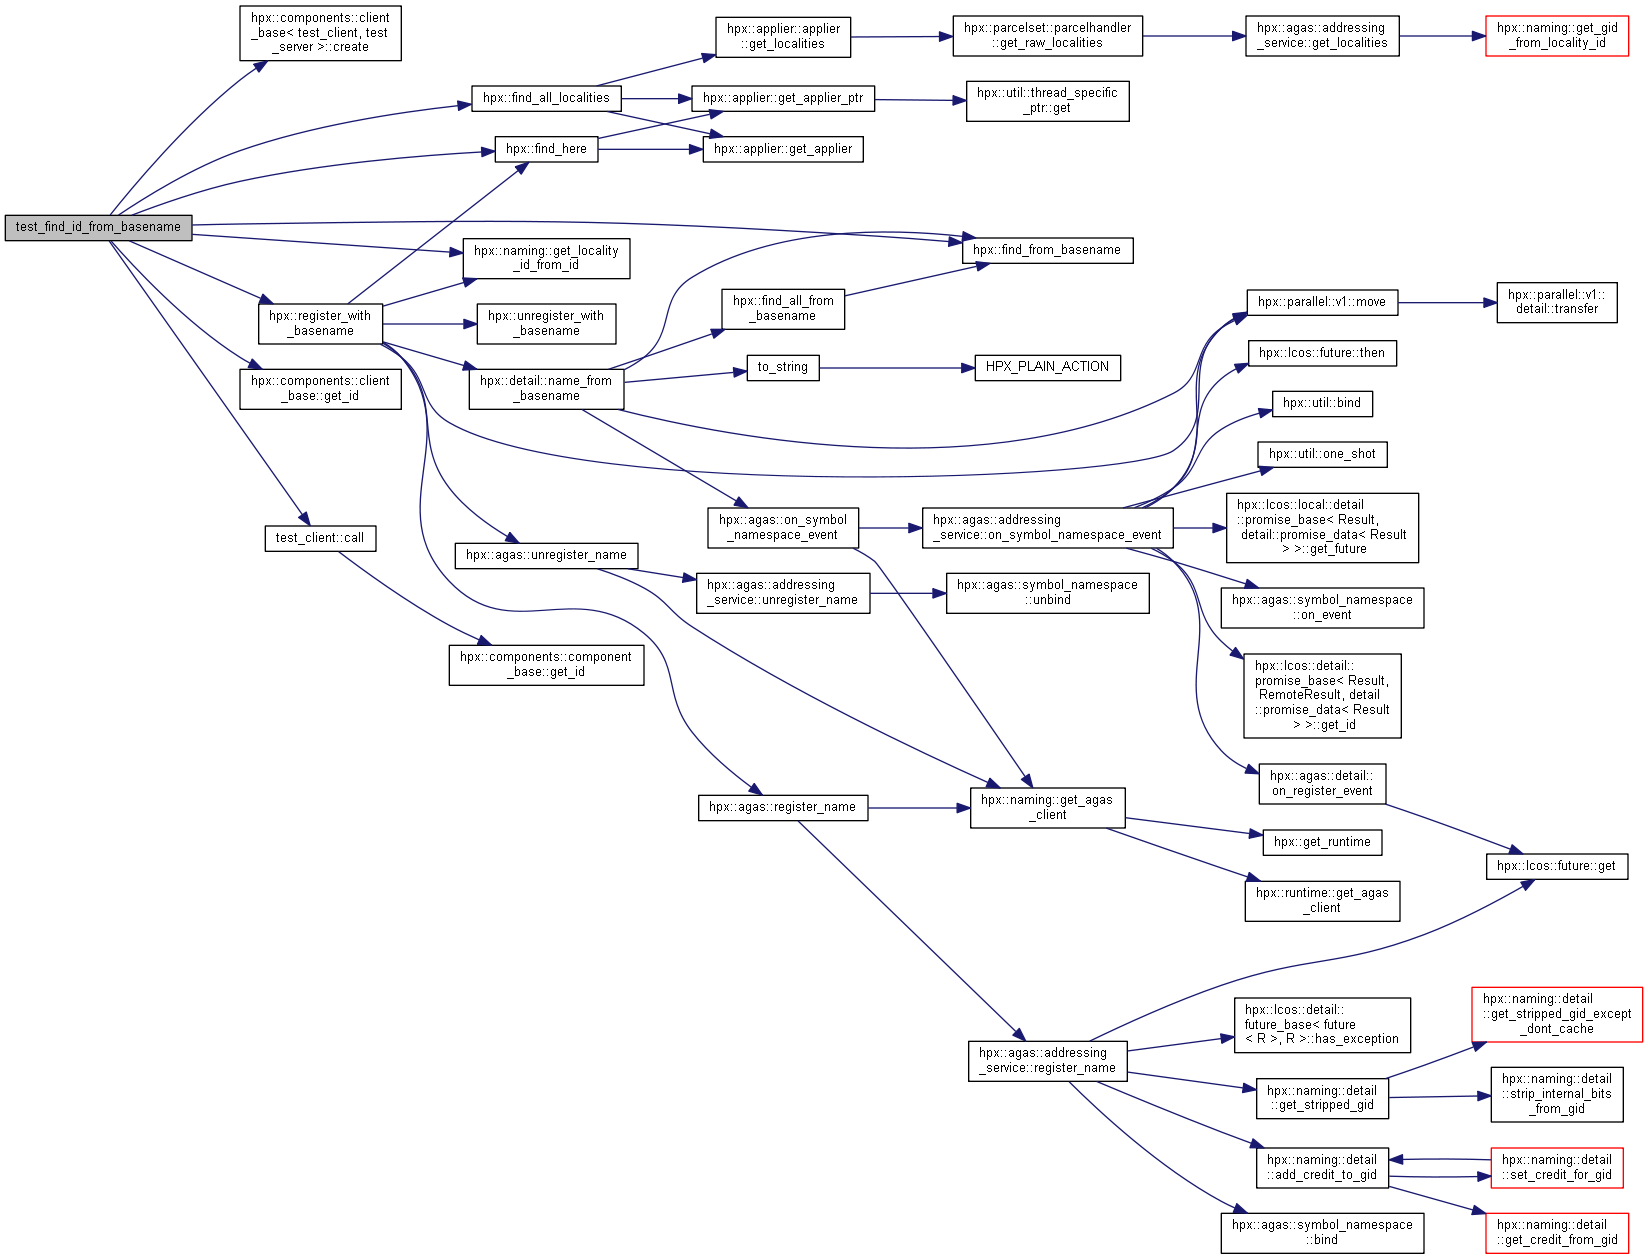 test_find_id_from_basename
hpx::components::client
_base< test_client, test
_server >::create
hpx::find_all_localities
hpx::find_here
hpx::naming::get_locality
_id_from_id
hpx::register_with
_basename
hpx::unregister_with
_basename
hpx::components::client
_base::get_id
hpx::detail::name_from
_basename
test_client::call
hpx::agas::unregister_name
hpx::components::component
_base::get_id
hpx::applier::applier
::get_localities
hpx::applier::get_applier_ptr
hpx::applier::get_applier
hpx::find_all_from
_basename
to_string
hpx::agas::on_symbol
_namespace_event
hpx::agas::addressing
_service::unregister_name
hpx::agas::register_name
hpx::parcelset::parcelhandler
::get_raw_localities
hpx::util::thread_specific
_ptr::get
hpx::find_from_basename
HPX_PLAIN_ACTION
hpx::agas::addressing
_service::on_symbol_namespace_event
hpx::agas::symbol_namespace
::unbind
hpx::naming::get_agas
_client
hpx::agas::addressing
_service::register_name
hpx::agas::addressing
_service::get_localities
hpx::parallel::v1::move
hpx::lcos::future::then
hpx::util::bind
hpx::util::one_shot
hpx::lcos::local::detail
::promise_base< Result,
detail::promise_data< Result
> >::get_future
hpx::agas::symbol_namespace
::on_event
hpx::lcos::detail::
promise_base< Result,
RemoteResult, detail
::promise_data< Result
> >::get_id
hpx::agas::detail::
on_register_event
hpx::get_runtime
hpx::runtime::get_agas
_client
hpx::lcos::detail::
future_base< future
< R >, R >::has_exception
hpx::naming::detail
::get_stripped_gid
hpx::naming::detail
::add_credit_to_gid
hpx::agas::symbol_namespace
::bind
hpx::naming::get_gid
_from_locality_id
hpx::parallel::v1::
detail::transfer
hpx::lcos::future::get
hpx::naming::detail
::get_stripped_gid_except
_dont_cache
hpx::naming::detail
::strip_internal_bits
_from_gid
hpx::naming::detail
::set_credit_for_gid
hpx::naming::detail
::get_credit_from_gid